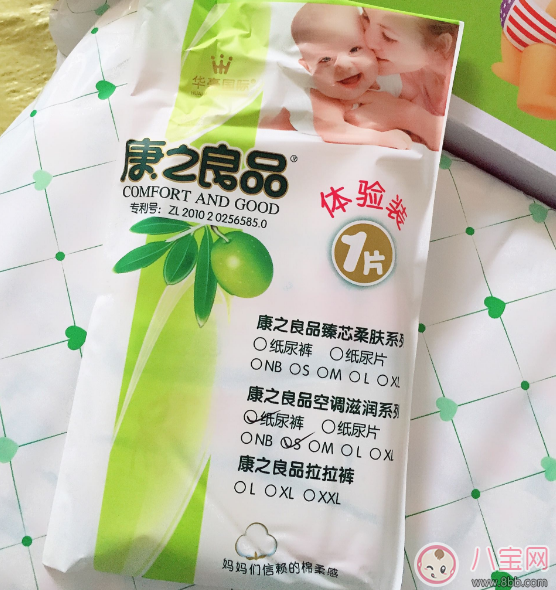 康之良品®
COMFORT AND GOOD
专利号：ZL 2010 2 0256585.0
体验装
1片
康之良品臻芯柔肤系列
○纸尿裤 ○纸尿片
○NB ○S ○M ○L ○XL
康之良品空调滋润系列
○纸尿裤 ○纸尿片
○NB ○S ○M ○L ○XL
康之良品拉拉裤
○L ○XL ○XXL
妈妈们信赖的棉柔感
八宝网
www.8bb.com